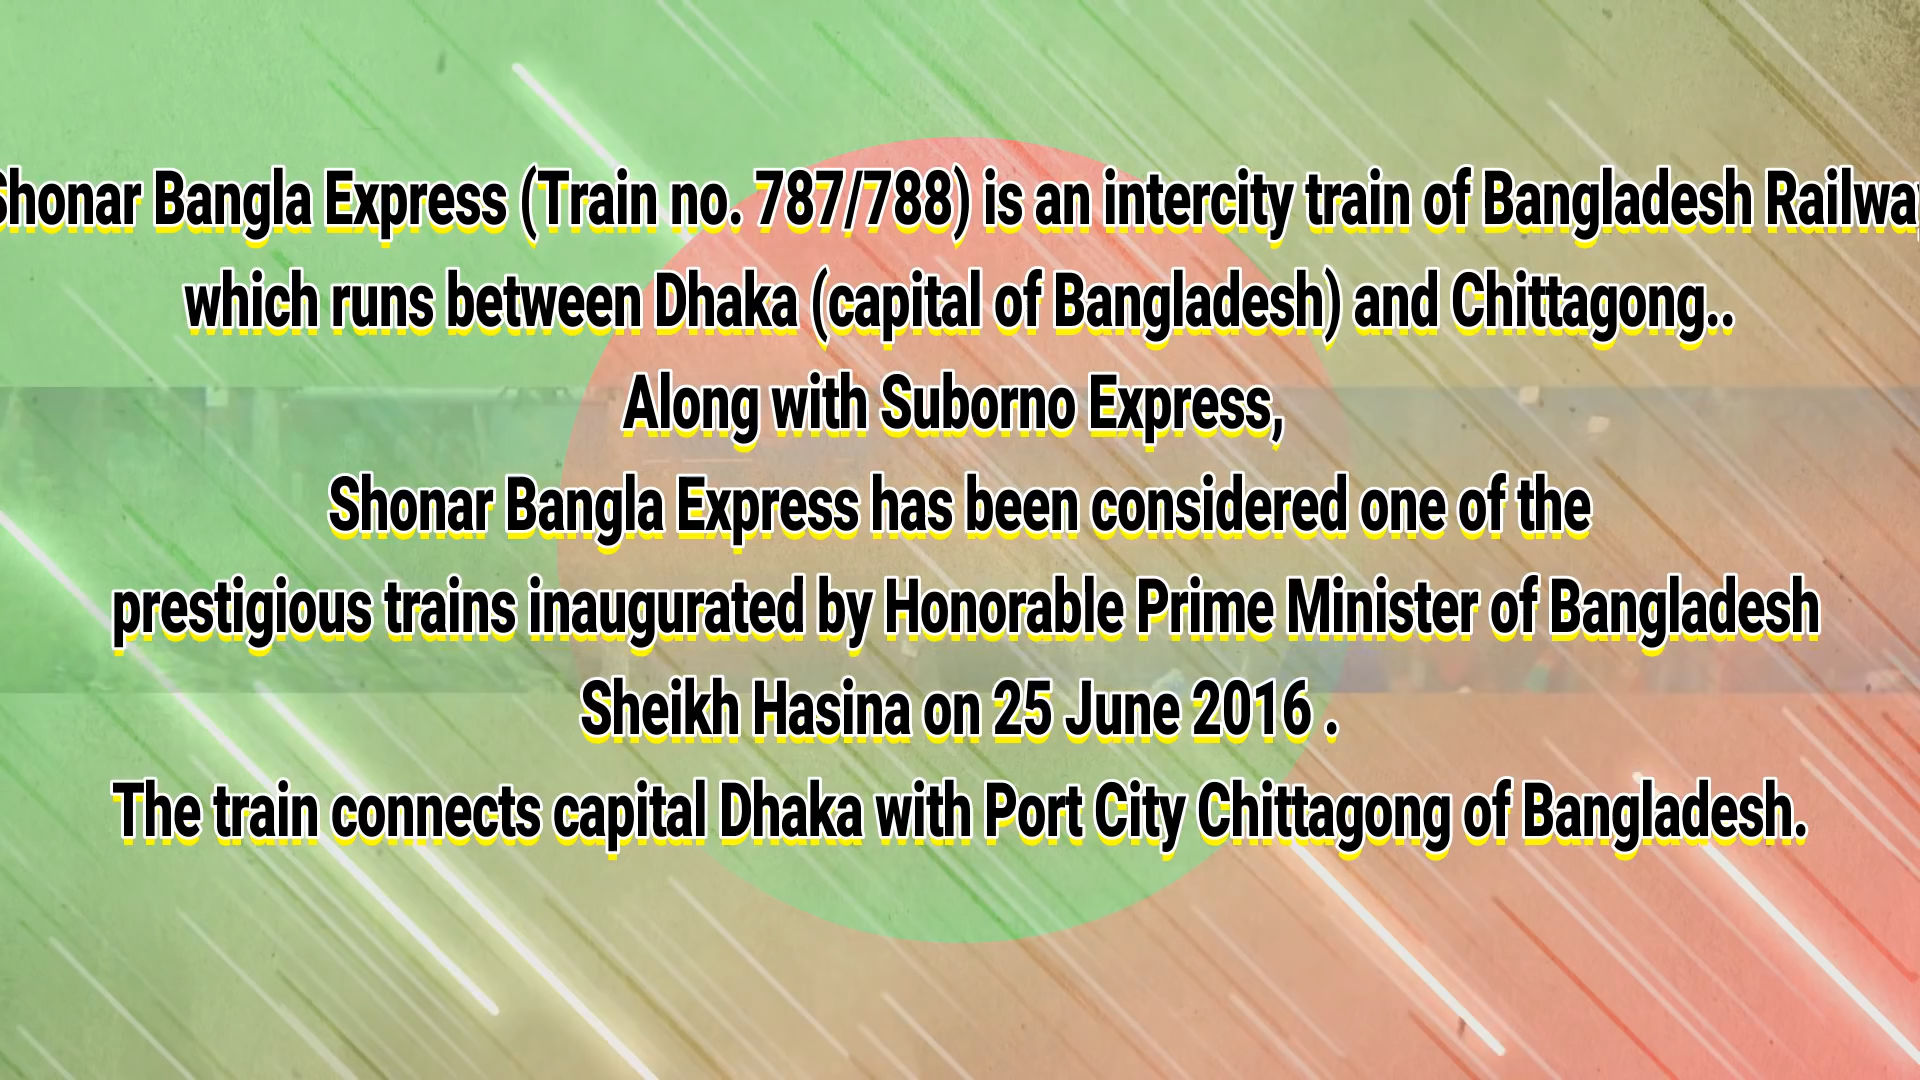 Shonar Bangla Express (Train no. 787/788) is an intercity train of Bangladesh Railway
which runs between Dhaka (capital of Bangladesh) and Chittagong..
Along with Suborno Express,
Shonar Bangla Express has been considered one of the
prestigious trains inaugurated by Honorable Prime Minister of Bangladesh
Sheikh Hasina on 25 June 2016 .
The train connects capital Dhaka with Port City Chittagong of Bangladesh.